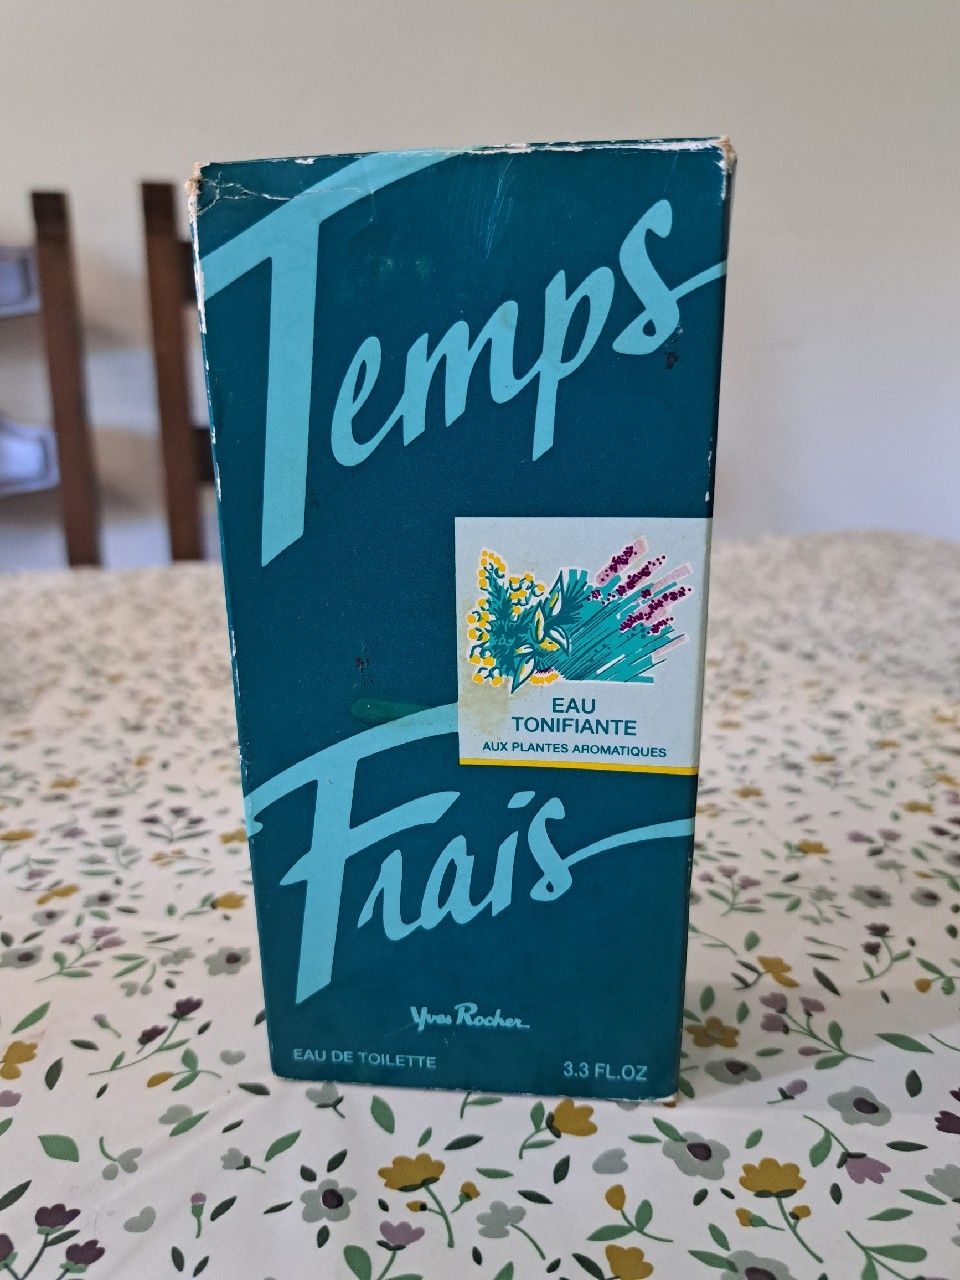 Temps
EAU
TONIFIANTE
AUX PLANTES AROMATIQUES
Frais
Yves Rocher
EAU DE TOILETTE
3.3 FL.OZ